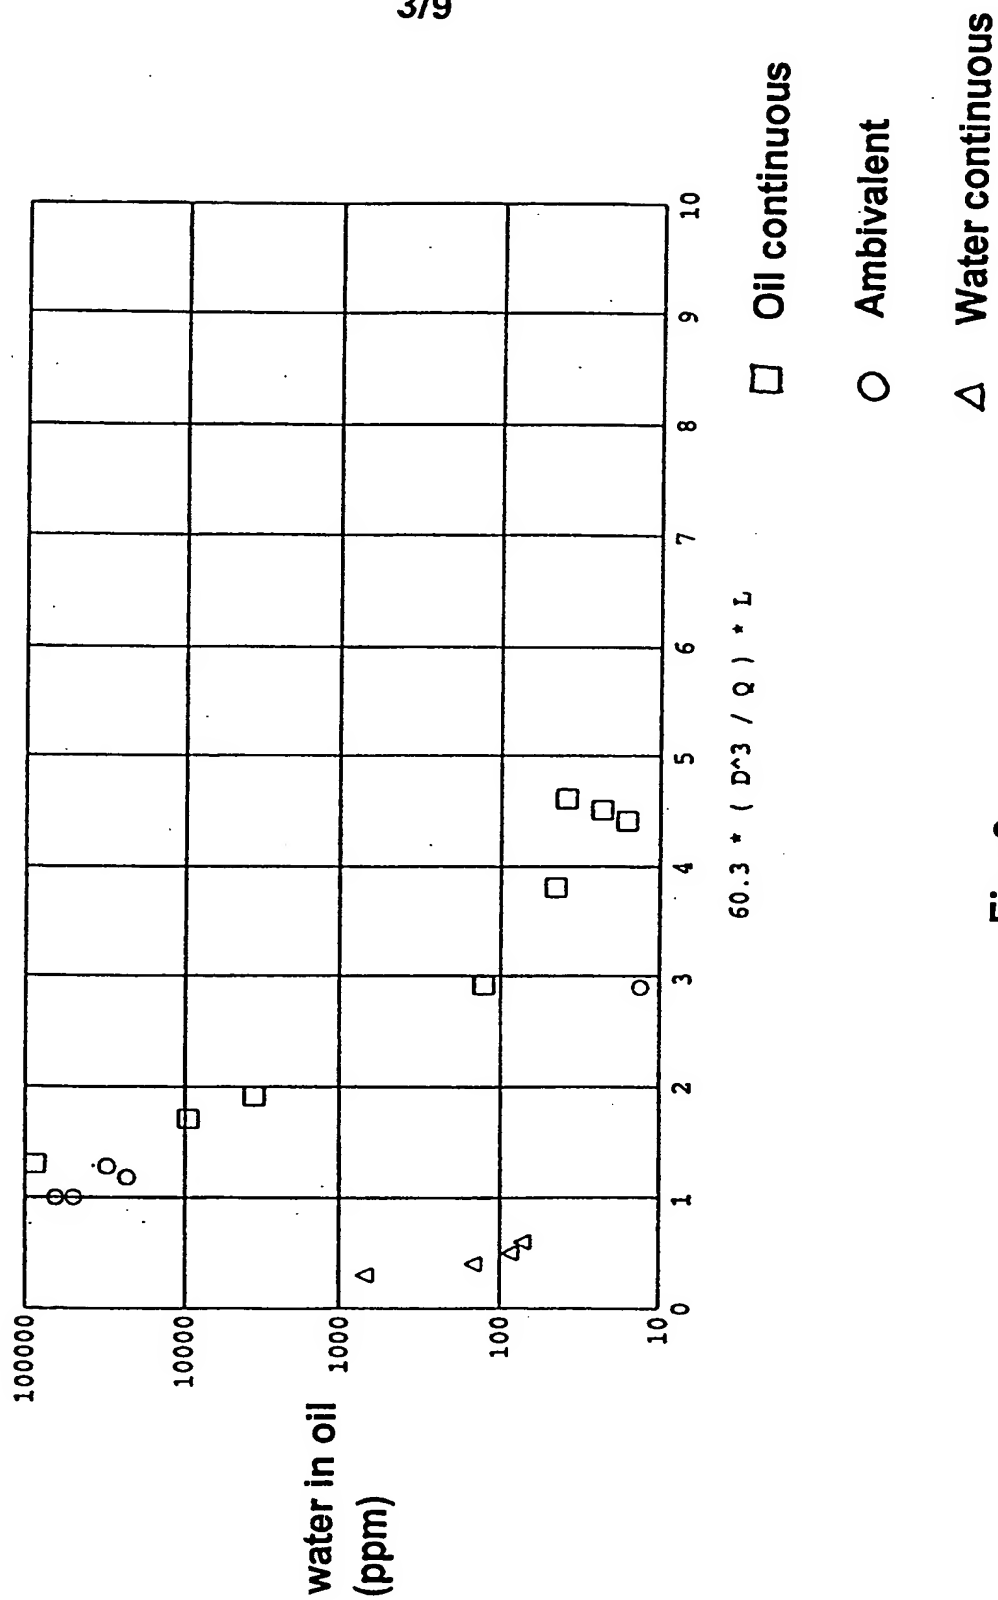 3/9
100000
10000
1000
100
10
water in oil
(ppm)
0 1 2 3 4 5 6 7 8 9 10
60.3 * ( D^3 / Q ) * L
Oil continuous
Ambivalent
Water continuous